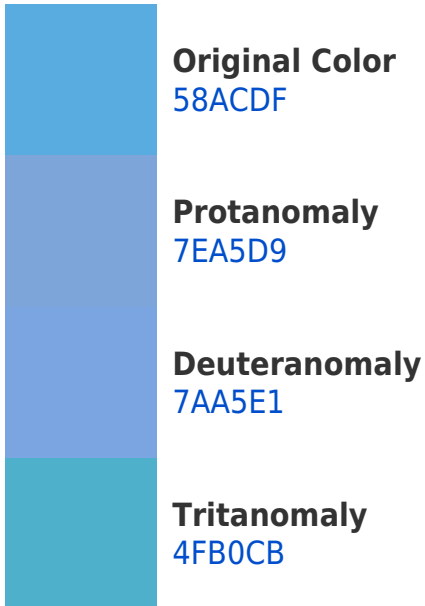 Original Color
58ACDF
Protanomaly
7EA5D9
Deuteranomaly
7AA5E1
Tritanomaly
4FB0CB